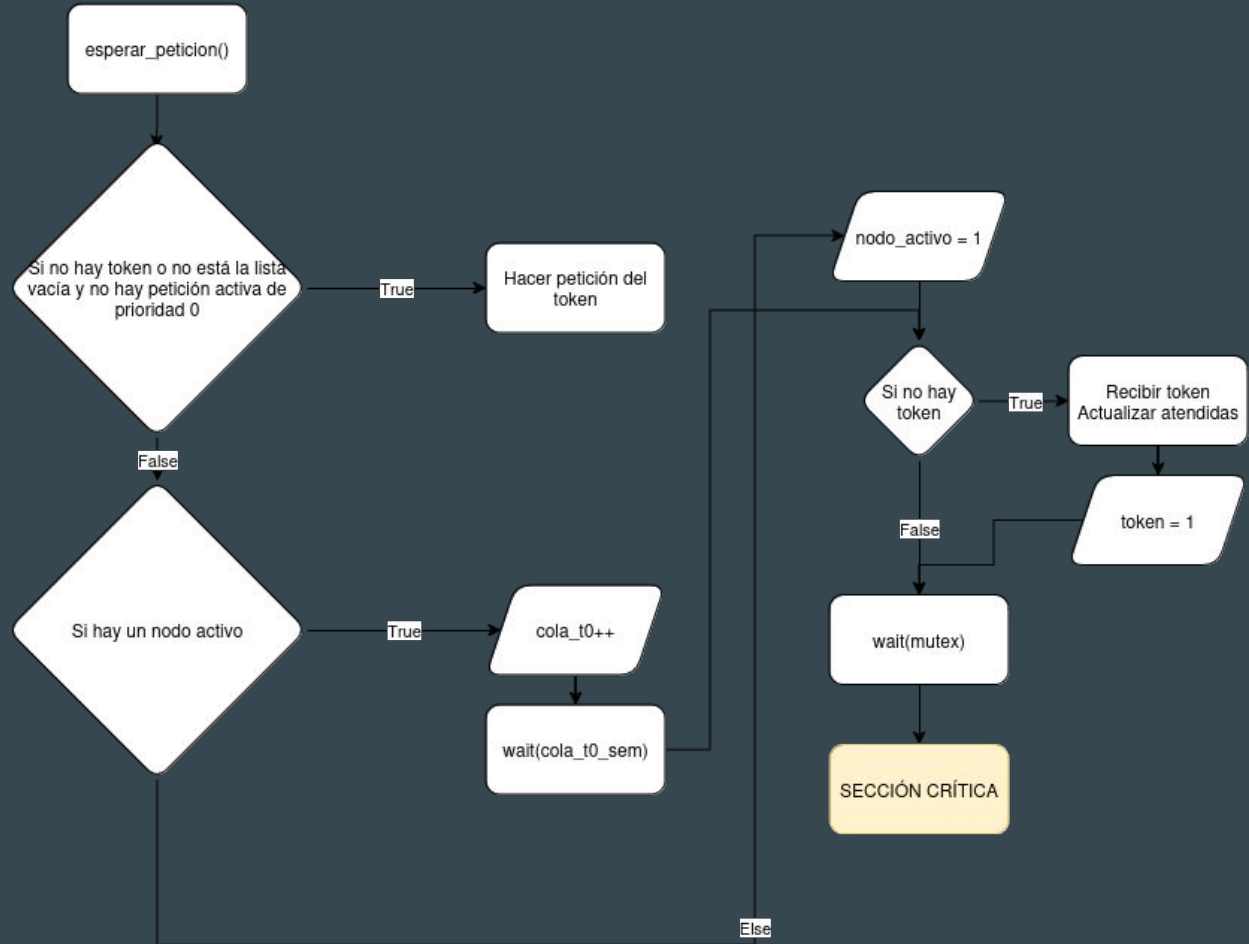 esperar_peticion()
Si no hay token o no está la lista
vacía y no hay petición activa de
prioridad 0
True
Hacer petición del
token
False
Si hay un nodo activo
True
cola_t0++
wait(cola_t0_sem)
Else
nodo_activo = 1
Si no hay
token
True
Recibir token
Actualizar atendidas
token = 1
False
wait(mutex)
SECCIÓN CRÍTICA